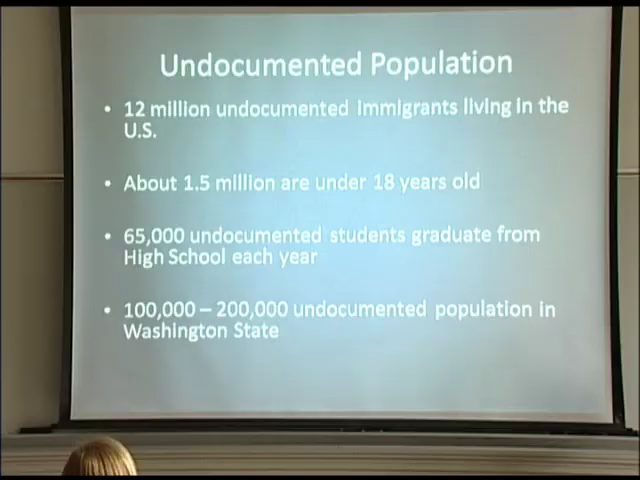 Undocumented Population
• 12 million undocumented immigrants living in the
U.S.
• About 1.5 million are under 18 years old
• 65,000 undocumented students graduate from
High School each year
• 100,000 – 200,000 undocumented population in
Washington State